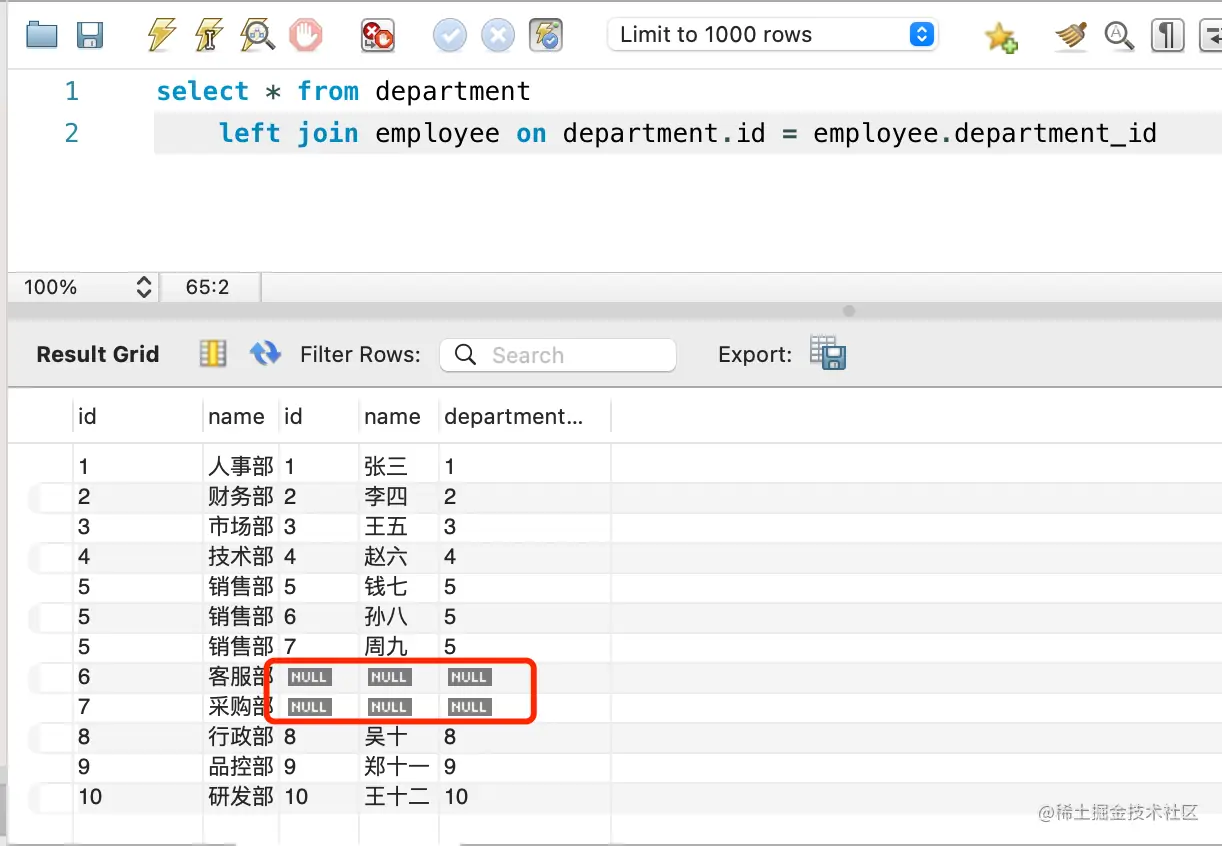 Limit to 1000 rows
1 select * from department
2 left join employee on department.id = employee.department_id
100% 65:2
Result Grid Filter Rows: Search Export:
id name id name department...
1 人事部 1 张三 1
2 财务部 2 李四 2
3 市场部 3 王五 3
4 技术部 4 赵六 4
5 销售部 5 钱七 5
5 销售部 6 孙八 5
5 销售部 7 周九 5
6 客服部 NULL NULL NULL
7 采购部 NULL NULL NULL
8 行政部 8 吴十 8
9 品控部 9 郑十一 9
10 研发部 10 王十二 10
@稀土掘金技术社区